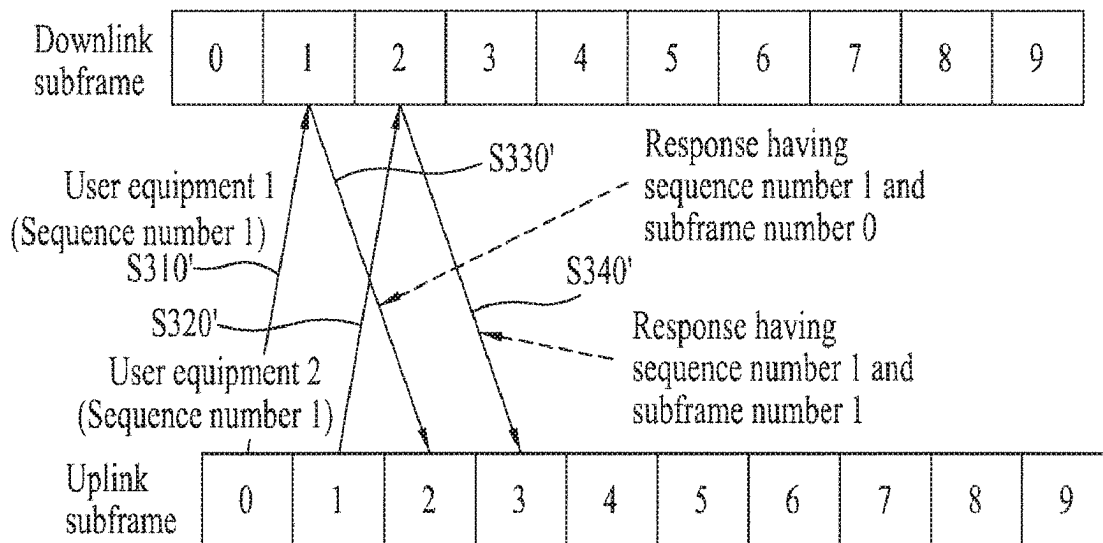 Downlink
subframe
0 1 2 3 4 5 6 7 8 9
S330'
Response having
sequence number 1 and
subframe number 0
User equipment 1
(Sequence number 1)
S310'
S340'
S320'
Response having
sequence number 1 and
subframe number 1
User equipment 2
(Sequence number 1)
Uplink
subframe
0 1 2 3 4 5 6 7 8 9